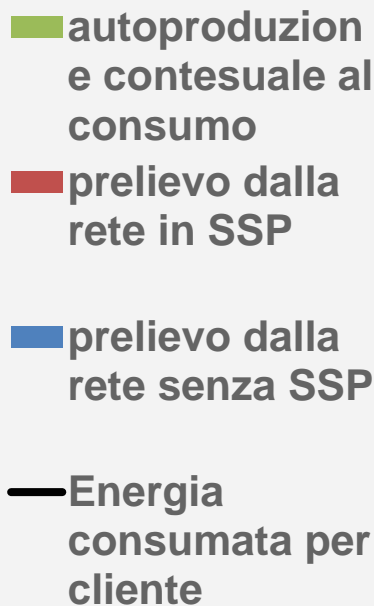 autoproduzion
e contesuale al
consumo
prelievo dalla
rete in SSP
prelievo dalla
rete senza SSP
Energia
consumata per
cliente